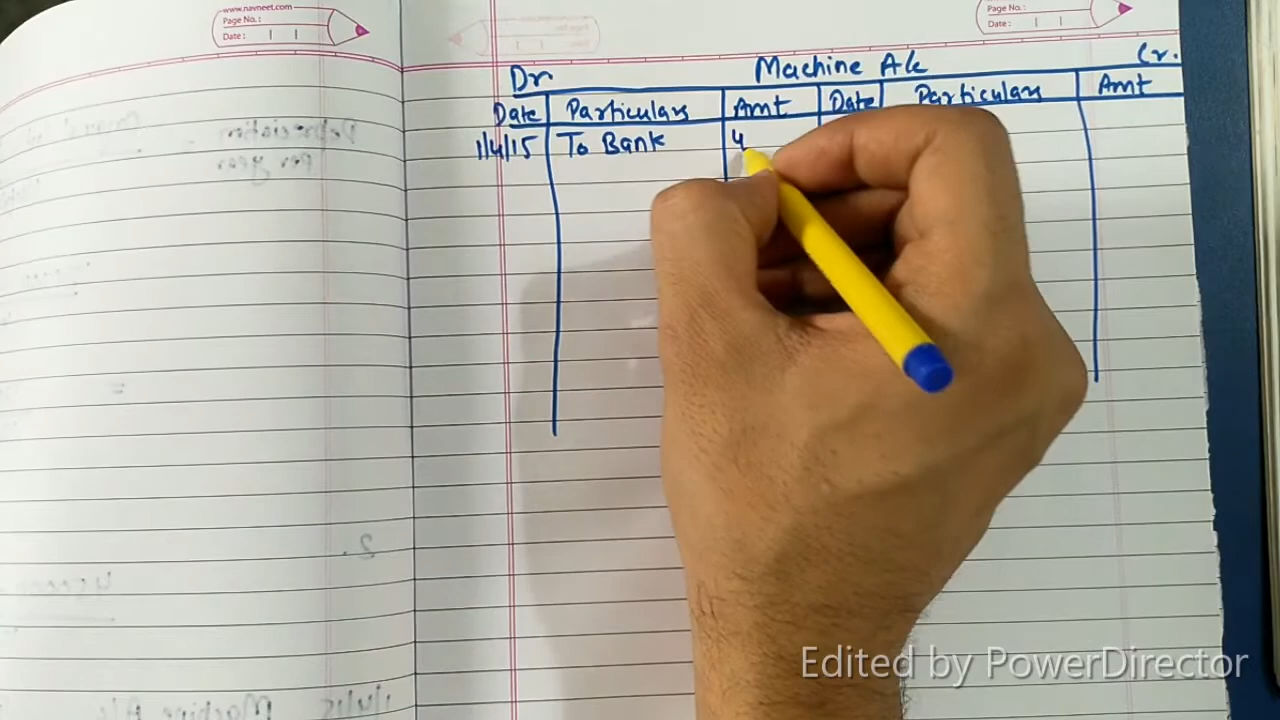 www.navneet.com
Page No. :
Date :
Page No. :
Date :
Dr Machine A/c Cr.
Date Particulars Amt Date Particulars Amt
1/4/15 To Bank 4
Edited by PowerDirector